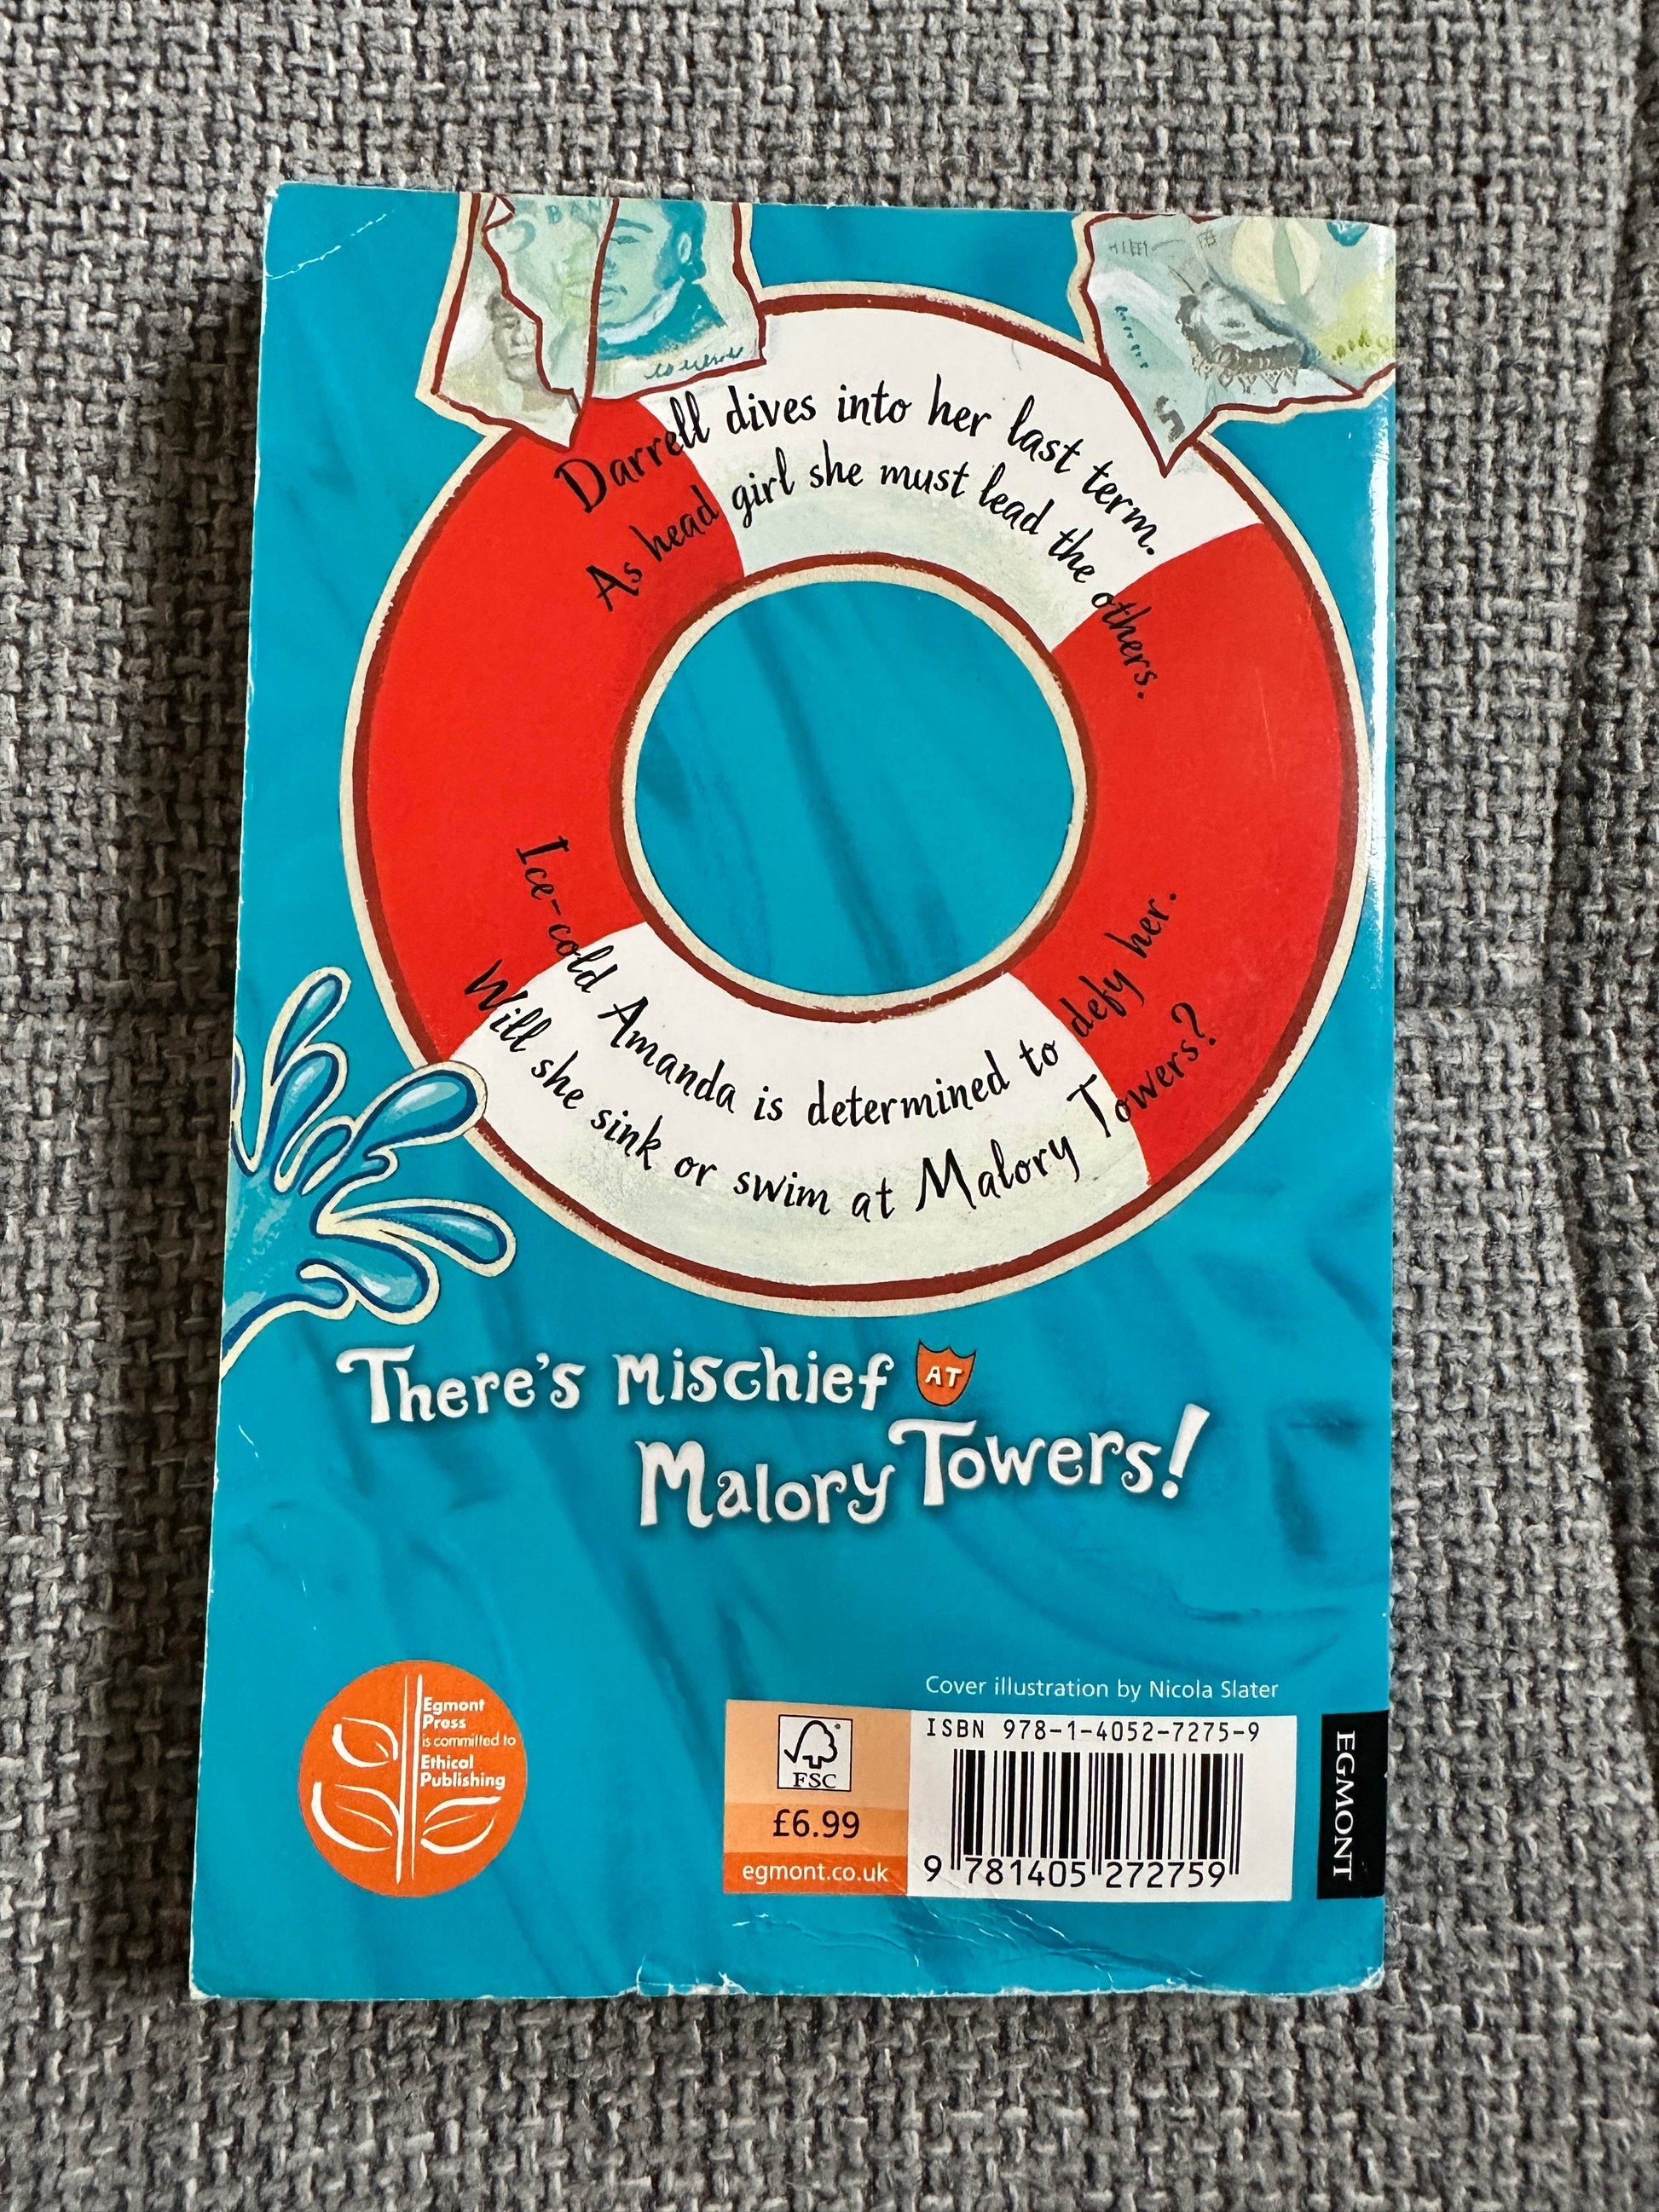 BAN
5
Darrell dives into her last term.
As head girl she must lead the others.
Ice-cold Amanda is determined to defy her.
Will she sink or swim at Malory Towers?
There's Mischief AT
Malory Towers!
Egmont
Press
is committed to
Ethical
Publishing
Cover illustration by Nicola Slater
FSC
£6.99
egmont.co.uk
ISBN 978-1-4052-7275-9
9 781405 272759
EGMONT